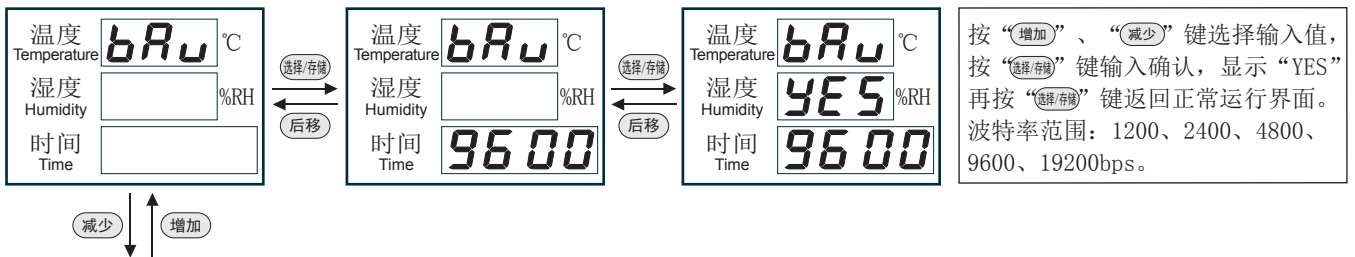 温度
Temperature
bAu
℃
湿度
Humidity
%RH
时间
Time
选择/存储
后移
温度
Temperature
bAu
℃
湿度
Humidity
%RH
时间
Time
9600
选择/存储
后移
温度
Temperature
bAu
℃
湿度
Humidity
YES
%RH
时间
Time
9600
按“增加”、“减少”键选择输入值，
按“选择/存储”键输入确认，显示“YES”
再按“选择/存储”键返回正常运行界面。
波特率范围：1200、2400、4800、
9600、19200bps。
减少
增加